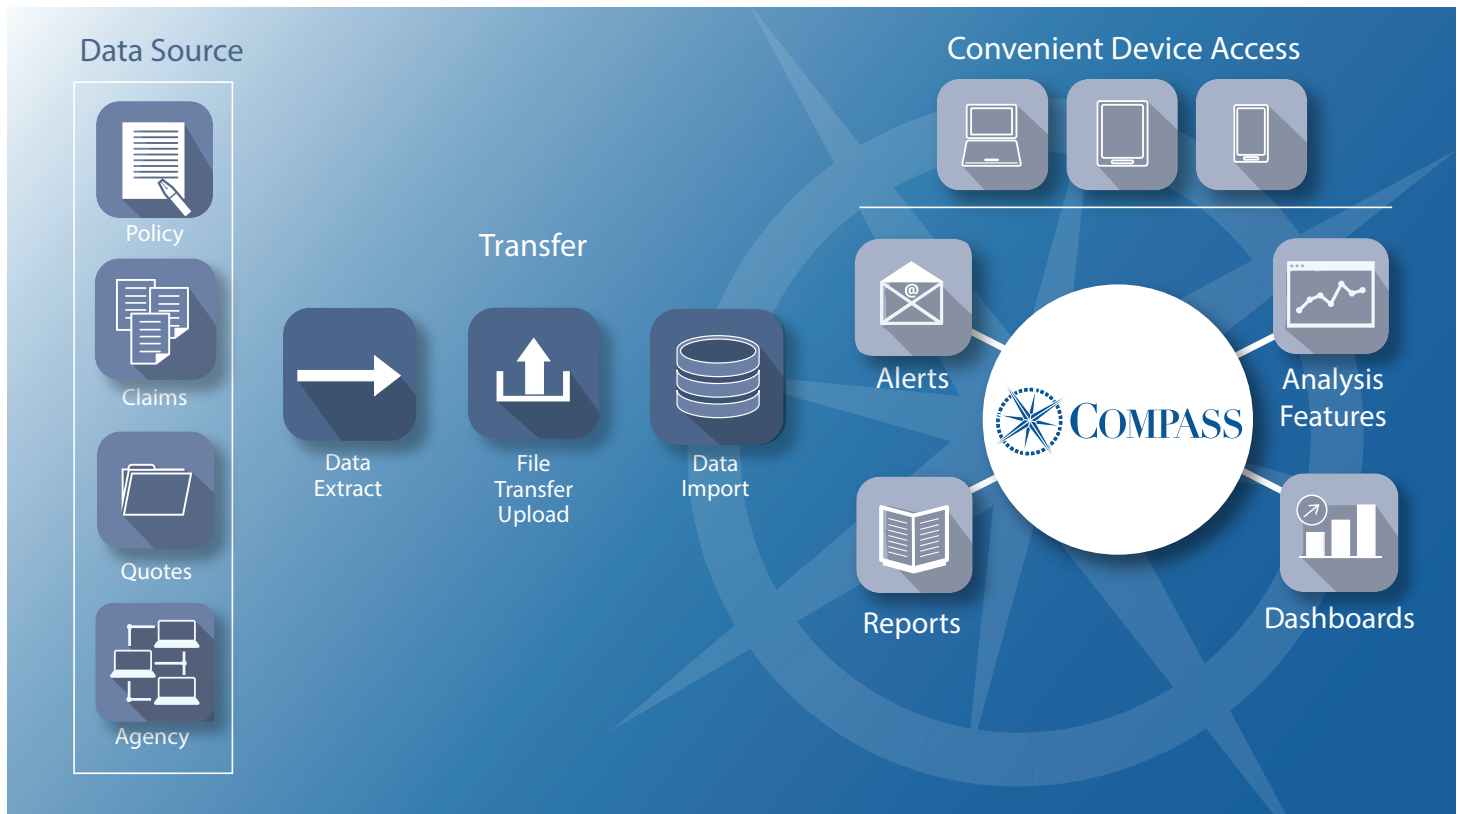 Data Source
Policy
Claims
Quotes
Agency
Transfer
Data
Extract
File
Transfer
Upload
Data
Import
Convenient Device Access
@
Alerts
Reports
COMPASS
Analysis
Features
Dashboards